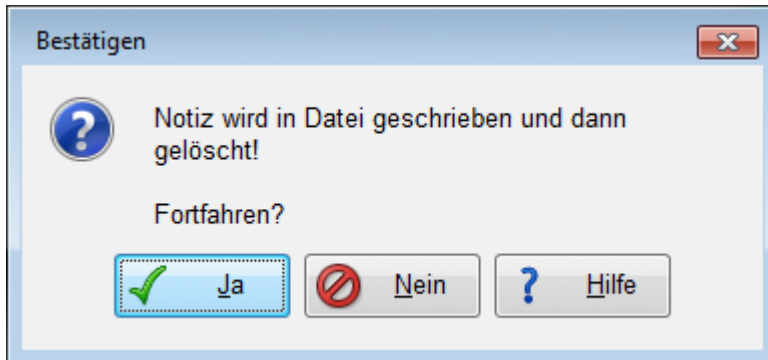 Bestätigen
Notiz wird in Datei geschrieben und dann
gelöscht!
Fortfahren?
Ja
Nein
Hilfe